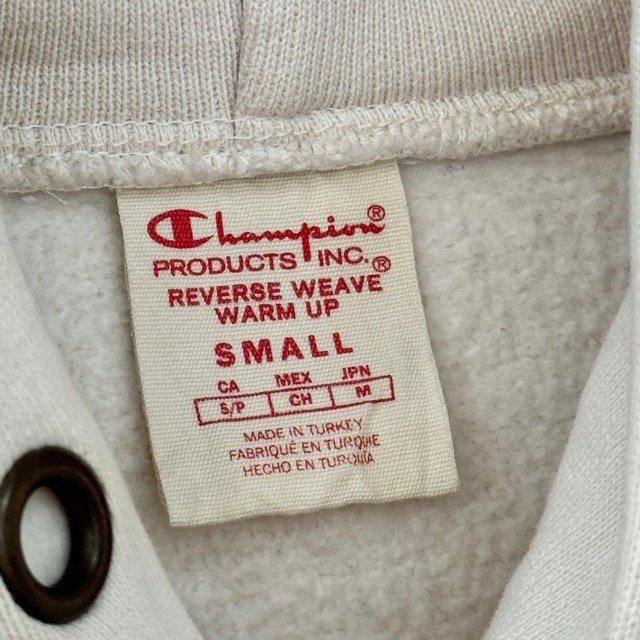 Champion®
PRODUCTS INC.®
REVERSE WEAVE
WARM UP
SMALL
CA MEX JPN
S/P CH M
MADE IN TURKEY
FABRIQUÉ EN TURQUIE
HECHO EN TURQUÍA